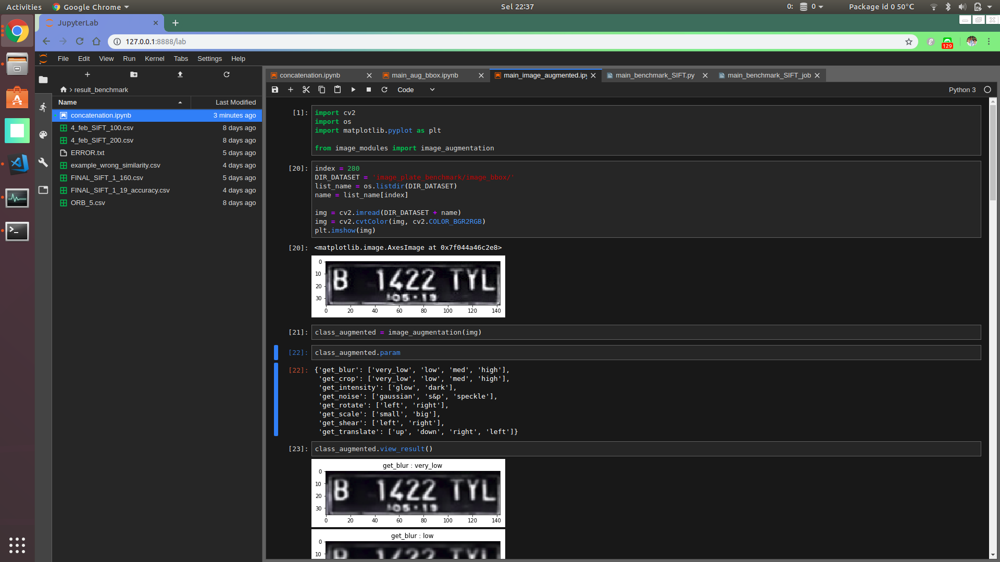 Activities
Google Chrome
Sel 22:37
0:
0
Package id 0 50°C
JupyterLab
127.0.0.1:8888/lab
129
File Edit View Run Kernel Tabs Settings Help
result_benchmark
Name Last Modified
concatenation.ipynb 3 minutes ago
4_feb_SIFT_100.csv 8 days ago
4_feb_SIFT_200.csv 8 days ago
ERROR.txt 5 days ago
example_wrong_similarity.csv 4 days ago
FINAL_SIFT_1_160.csv 5 days ago
FINAL_SIFT_1_19_accuracy.csv 4 days ago
ORB_5.csv 8 days ago
concatenation.ipynb
main_aug_bbox.ipynb
main_image_augmented.ipy
main_benchmark_SIFT.py
main_benchmark_SIFT_job
Code
Python 3
[1]:
import cv2
import os
import matplotlib.pyplot as plt
from image_modules import image_augmentation
[20]:
index = 280
DIR_DATASET = 'image_plate_benchmark/image_bbox/'
list_name = os.listdir(DIR_DATASET)
name = list_name[index]
img = cv2.imread(DIR_DATASET + name)
img = cv2.cvtColor(img, cv2.COLOR_BGR2RGB)
plt.imshow(img)
[20]: <matplotlib.image.AxesImage at 0x7f044a46c2e8>
0
10
20
30
B 1422 TYL
05·19
0 20 40 60 80 100 120 140
[21]: class_augmented = image_augmentation(img)
[22]: class_augmented.param
[22]: {'get_blur': ['very_low', 'low', 'med', 'high'],
'get_crop': ['very_low', 'low', 'med', 'high'],
'get_intensity': ['glow', 'dark'],
'get_noise': ['gaussian', 's&p', 'speckle'],
'get_rotate': ['left', 'right'],
'get_scale': ['small', 'big'],
'get_shear': ['left', 'right'],
'get_translate': ['up', 'down', 'right', 'left']}
[23]: class_augmented.view_result()
get_blur : very_low
0
10
20
30
B 1422 TYL
05·19
0 20 40 60 80 100 120 140
get_blur : low
0
10
B 1422 TYL